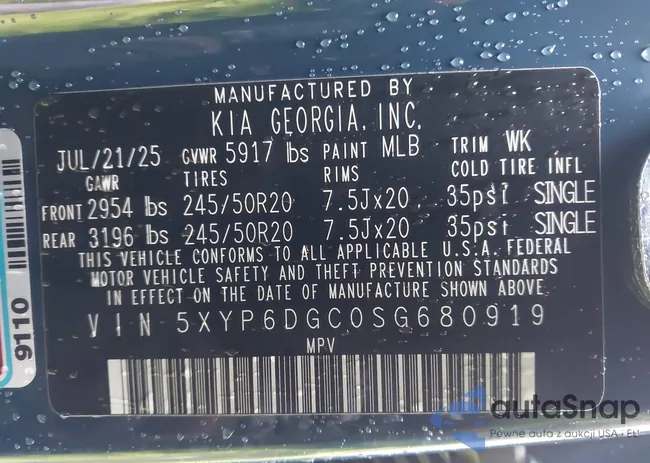 MANUFACTURED BY
KIA GEORGIA, INC.
JUL/21/25 GVWR 5917 lbs PAINT MLB TRIM WK
GAWR TIRES RIMS COLD TIRE INFL
FRONT 2954 lbs 245/50R20 7.5Jx20 35psi SINGLE
REAR 3196 lbs 245/50R20 7.5Jx20 35psi SINGLE
THIS VEHICLE CONFORMS TO ALL APPLICABLE U.S.A. FEDERAL
MOTOR VEHICLE SAFETY AND THEFT PREVENTION STANDARDS
IN EFFECT ON THE DATE OF MANUFACTURE SHOWN ABOVE
VIN 5XYP6DGC0SG680919
MPV
9110
autaSnap
Pewne auta z aukcji USA i EU